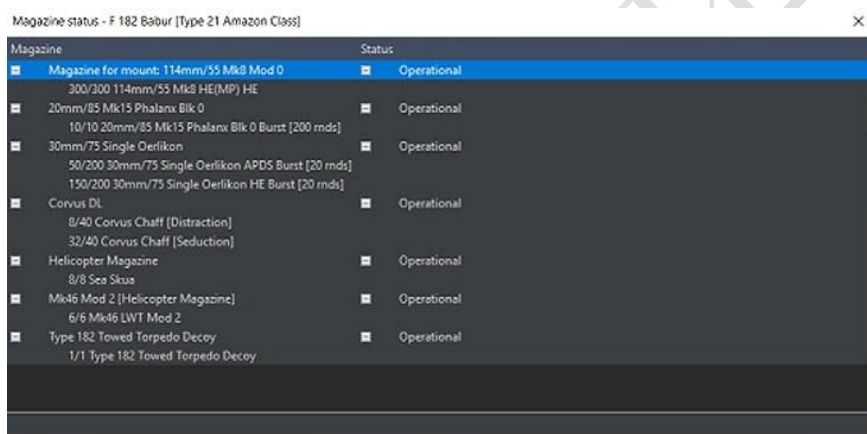 Magazine status - F 182 Babur [Type 21 Amazon Class]
Magazine Status
Magazine for mount: 114mm/55 Mk8 Mod 0 Operational
300/300 114mm/55 Mk8 HE(MP) HE
20mm/85 Mk15 Phalanx Blk 0 Operational
10/10 20mm/85 Mk15 Phalanx Blk 0 Burst [200 rnds]
30mm/75 Single Oerlikon Operational
50/200 30mm/75 Single Oerlikon APDS Burst [20 rnds]
150/200 30mm/75 Single Oerlikon HE Burst [20 rnds]
Corvus DL Operational
8/40 Corvus Chaff [Distraction]
32/40 Corvus Chaff [Seduction]
Helicopter Magazine Operational
8/8 Sea Skua
Mk46 Mod 2 [Helicopter Magazine] Operational
6/6 Mk46 LWT Mod 2
Type 182 Towed Torpedo Decoy Operational
1/1 Type 182 Towed Torpedo Decoy